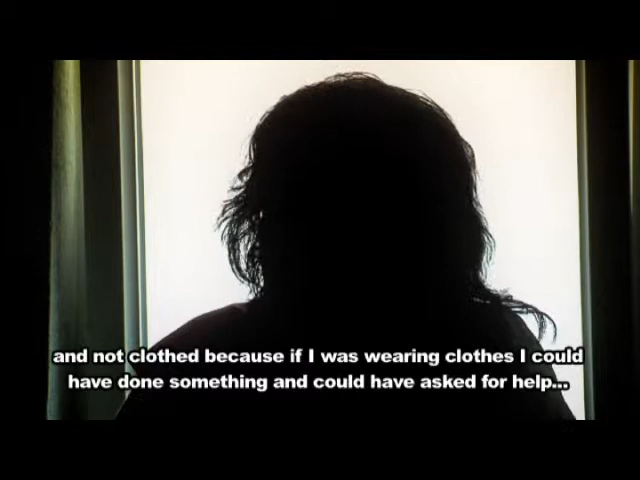 and not clothed because if I was wearing clothes I could
have done something and could have asked for help...